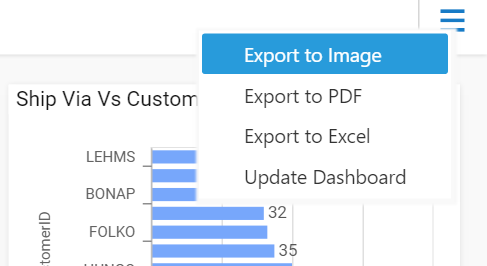 Export to Image
Export to PDF
Export to Excel
Update Dashboard
Ship Via Vs Custom
LEHMS
BONAP
FOLKO
32
35